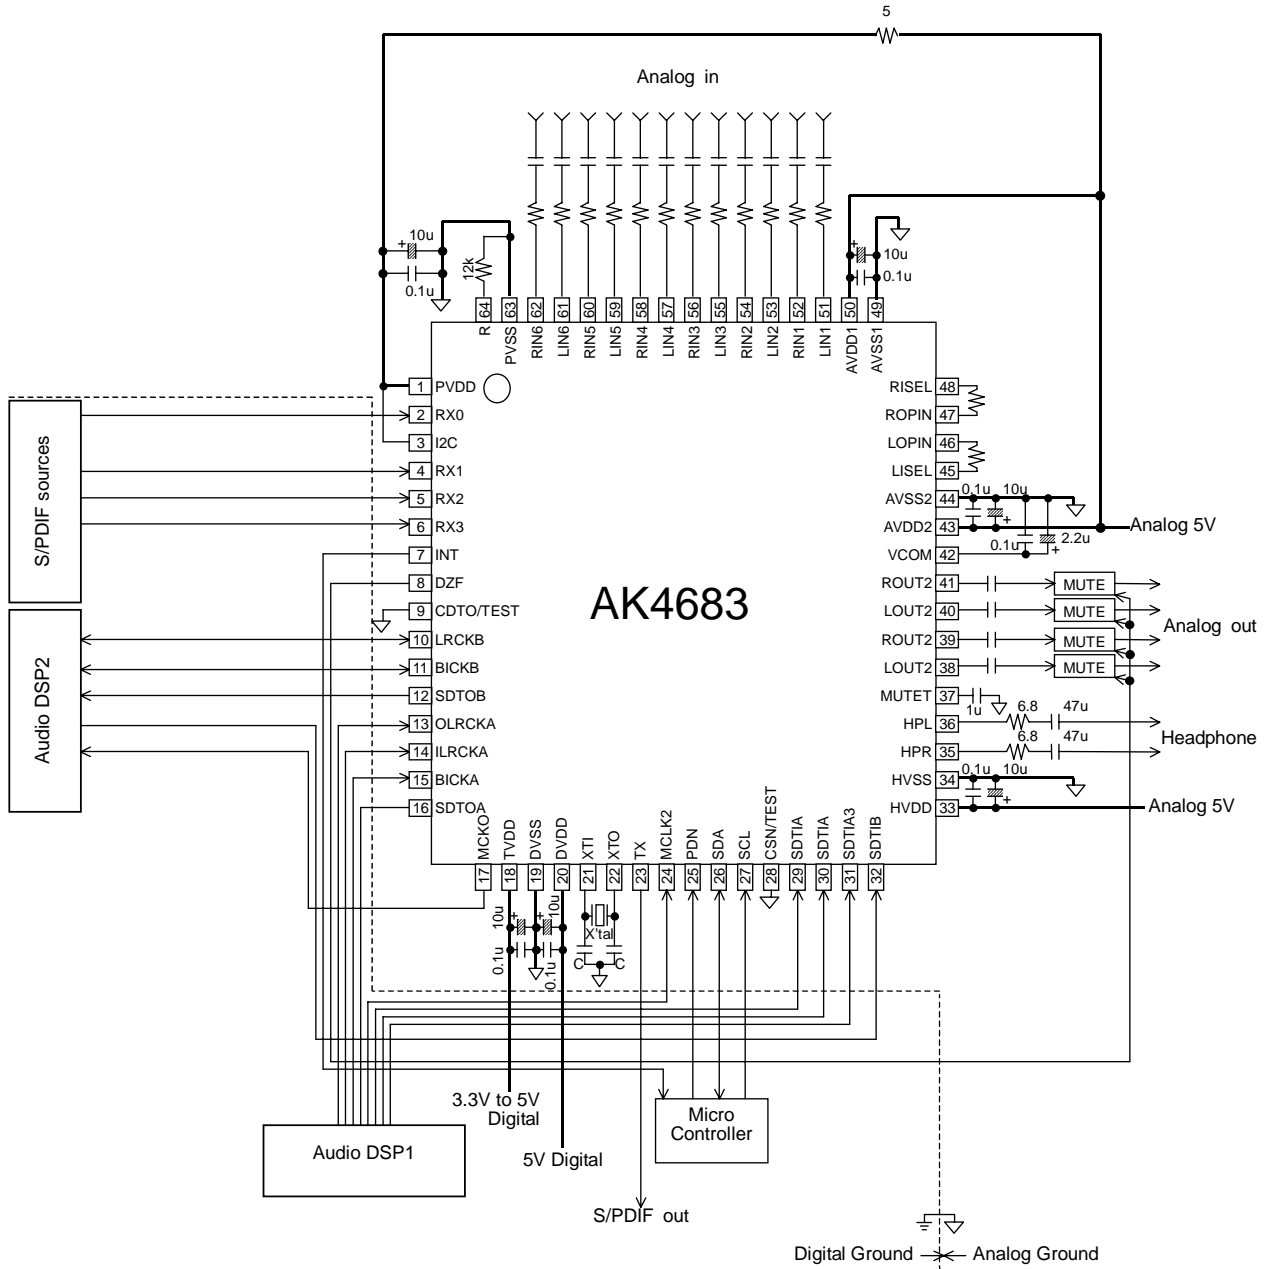 5
Analog in
10u
0.1u
12k
10u
0.1u
64
63
62
61
60
59
58
57
56
55
54
53
52
51
50
49
R
PVSS
RIN6
LIN6
RIN5
LIN5
RIN4
LIN4
RIN3
LIN3
RIN2
LIN2
RIN1
LIN1
AVDD1
AVSS1
S/PDIF sources
Audio DSP2
1 PVDD
2 RX0
3 I2C
4 RX1
5 RX2
6 RX3
7 INT
8 DZF
9 CDTO/TEST
10 LRCKB
11 BICKB
12 SDTOB
13 OLRCKA
14 ILRCKA
15 BICKA
16 SDTOA
AK4683
RISEL 48
ROPIN 47
LOPIN 46
LISEL 45
AVSS2 44
AVDD2 43
VCOM 42
ROUT2 41
LOUT2 40
ROUT2 39
LOUT2 38
MUTET 37
HPL 36
HPR 35
HVSS 34
HVDD 33
0.1u 10u
Analog 5V
0.1u 2.2u
MUTE
MUTE
MUTE
MUTE
Analog out
1u
6.8 47u
6.8 47u
Headphone
0.1u 10u
Analog 5V
MCKO
TVDD
DVSS
DVDD
XTI
XTO
TX
MCLK2
PDN
SDA
SCL
CSN/TEST
SDTIA
SDTIA
SDTIA3
SDTIB
17
18
19
20
21
22
23
24
25
26
27
28
29
30
31
32
10u
10u
0.1u
0.1u
X'tal
C C
3.3V to 5V
Digital
5V Digital
Micro
Controller
Audio DSP1
S/PDIF out
Digital Ground
Analog Ground